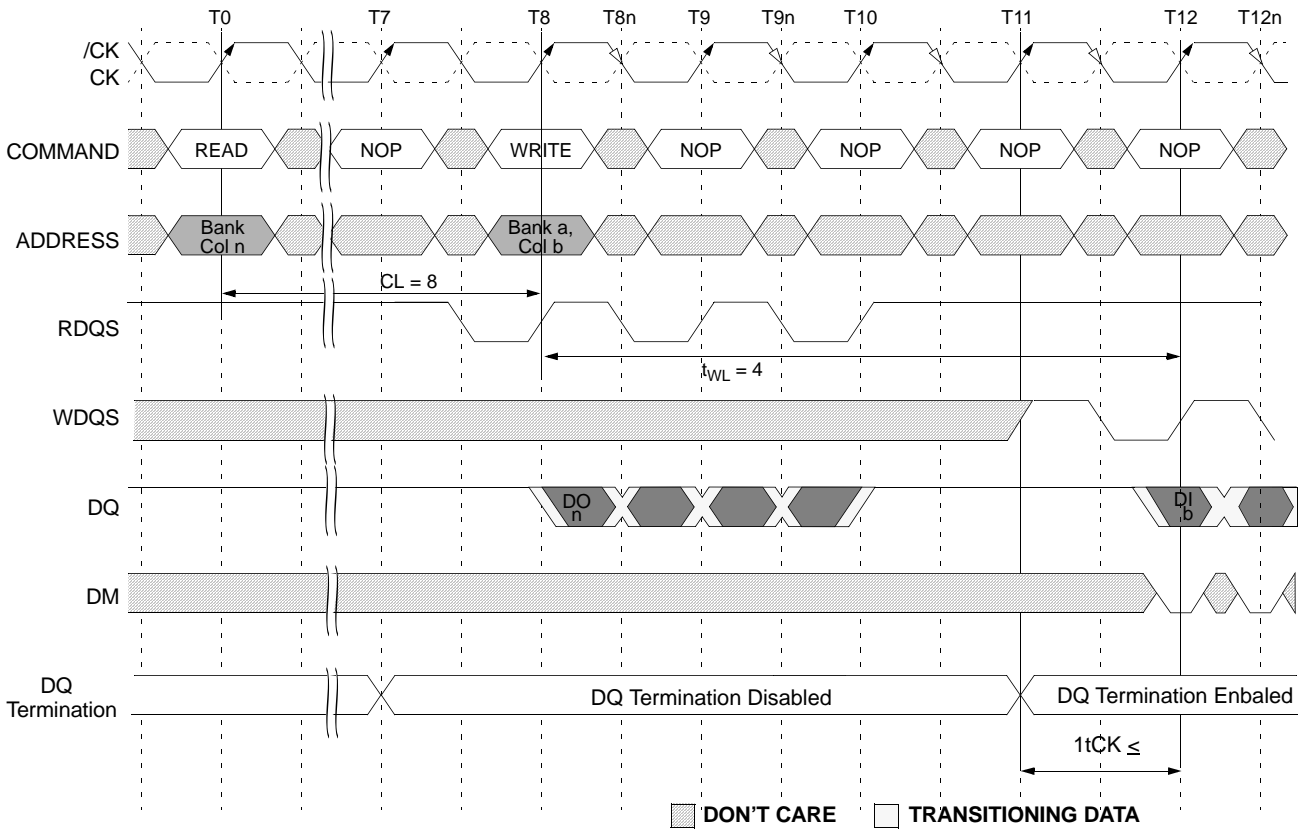 T0 T7 T8 T8n T9 T9n T10 T11 T12 T12n
/CK
CK
COMMAND READ NOP WRITE NOP NOP NOP NOP
ADDRESS Bank Col n Bank a, Col b
CL = 8
RDQS
tWL = 4
WDQS
DQ DO n DI b
DM
DQ Termination DQ Termination Disabled DQ Termination Enbaled
1tCK ≤
DON'T CARE TRANSITIONING DATA